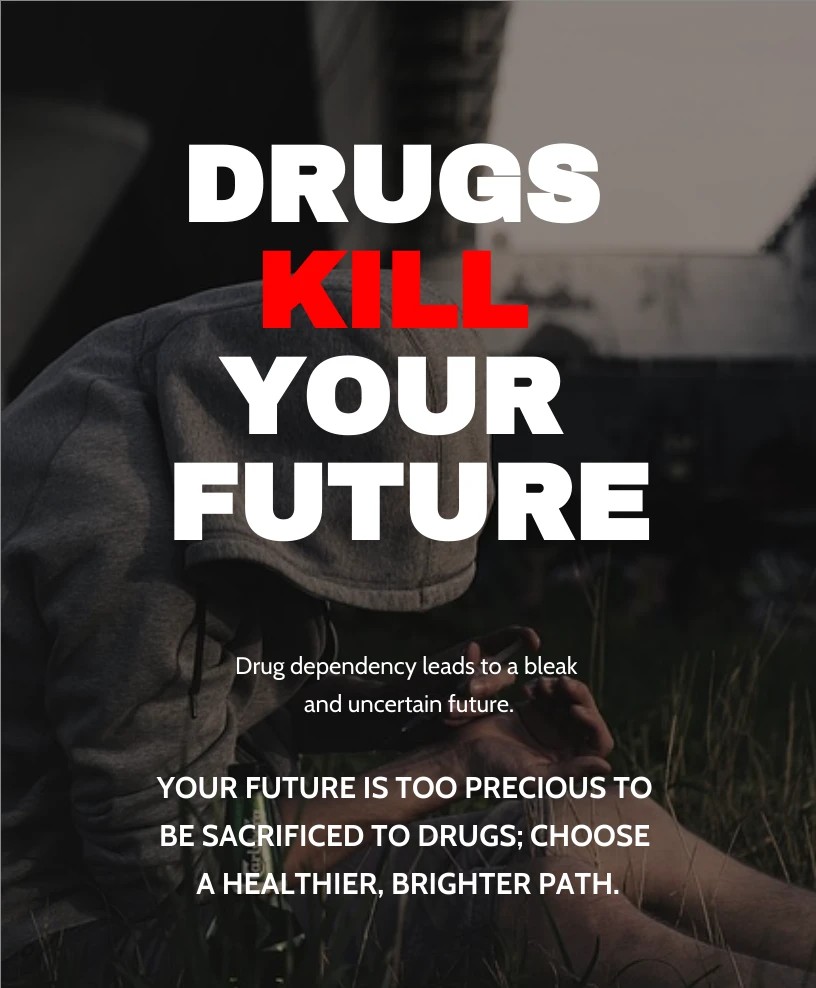 DRUGS
KILL
YOUR
FUTURE
Drug dependency leads to a bleak
and uncertain future.
YOUR FUTURE IS TOO PRECIOUS TO
BE SACRIFICED TO DRUGS; CHOOSE
A HEALTHIER, BRIGHTER PATH.